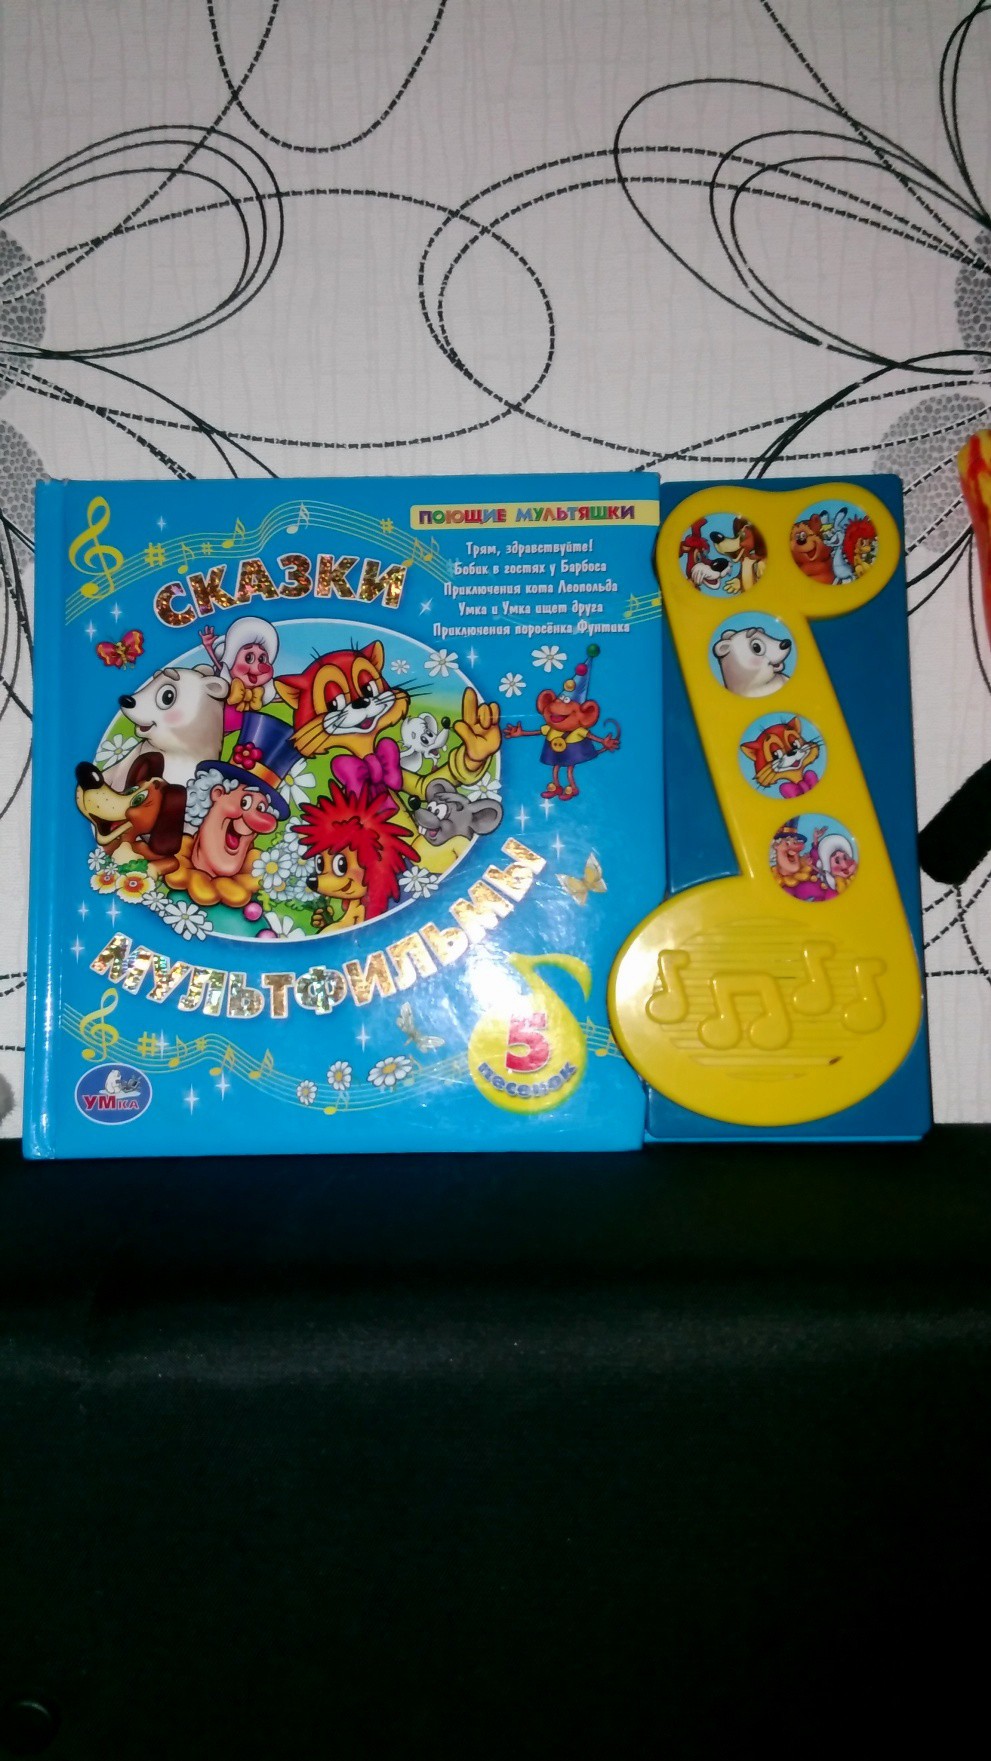 ПОЮЩИЕ МУЛЬТЯШКИ
Трям, здравствуйте!
Бобик в гостях у Барбоса
Приключения кота Леопольда
Умка и Умка ищет друга
Приключения поросёнка Фунтика
СКАЗКИ
МУЛЬТФИЛЬМЫ
5
песенок
УМка